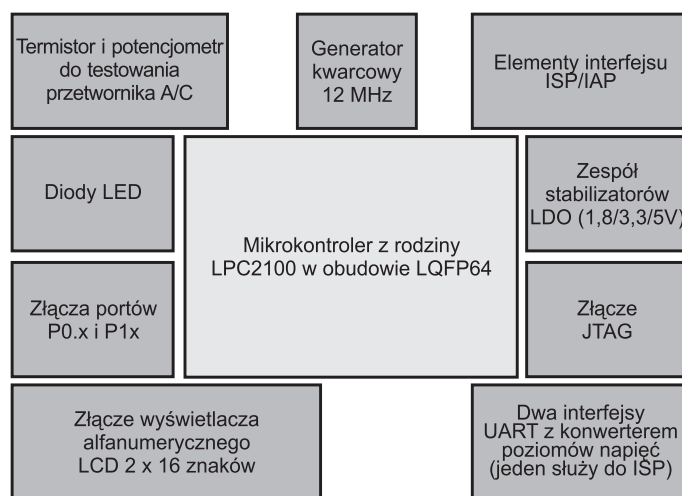 Termistor i potencjometr
do testowania
przetwornika A/C
Generator
kwarcowy
12 MHz
Elementy interfejsu
ISP/IAP
Diody LED
Mikrokontroler z rodziny
LPC2100 w obudowie LQFP64
Zespół
stabilizatorów
LDO (1,8/3,3/5V)
Złącza portów
P0.x i P1x
Złącze
JTAG
Złącze wyświetlacza
alfanumerycznego
LCD 2 x 16 znaków
Dwa interfejsy
UART z konwerterem
poziomów napięć
(jeden służy do ISP)